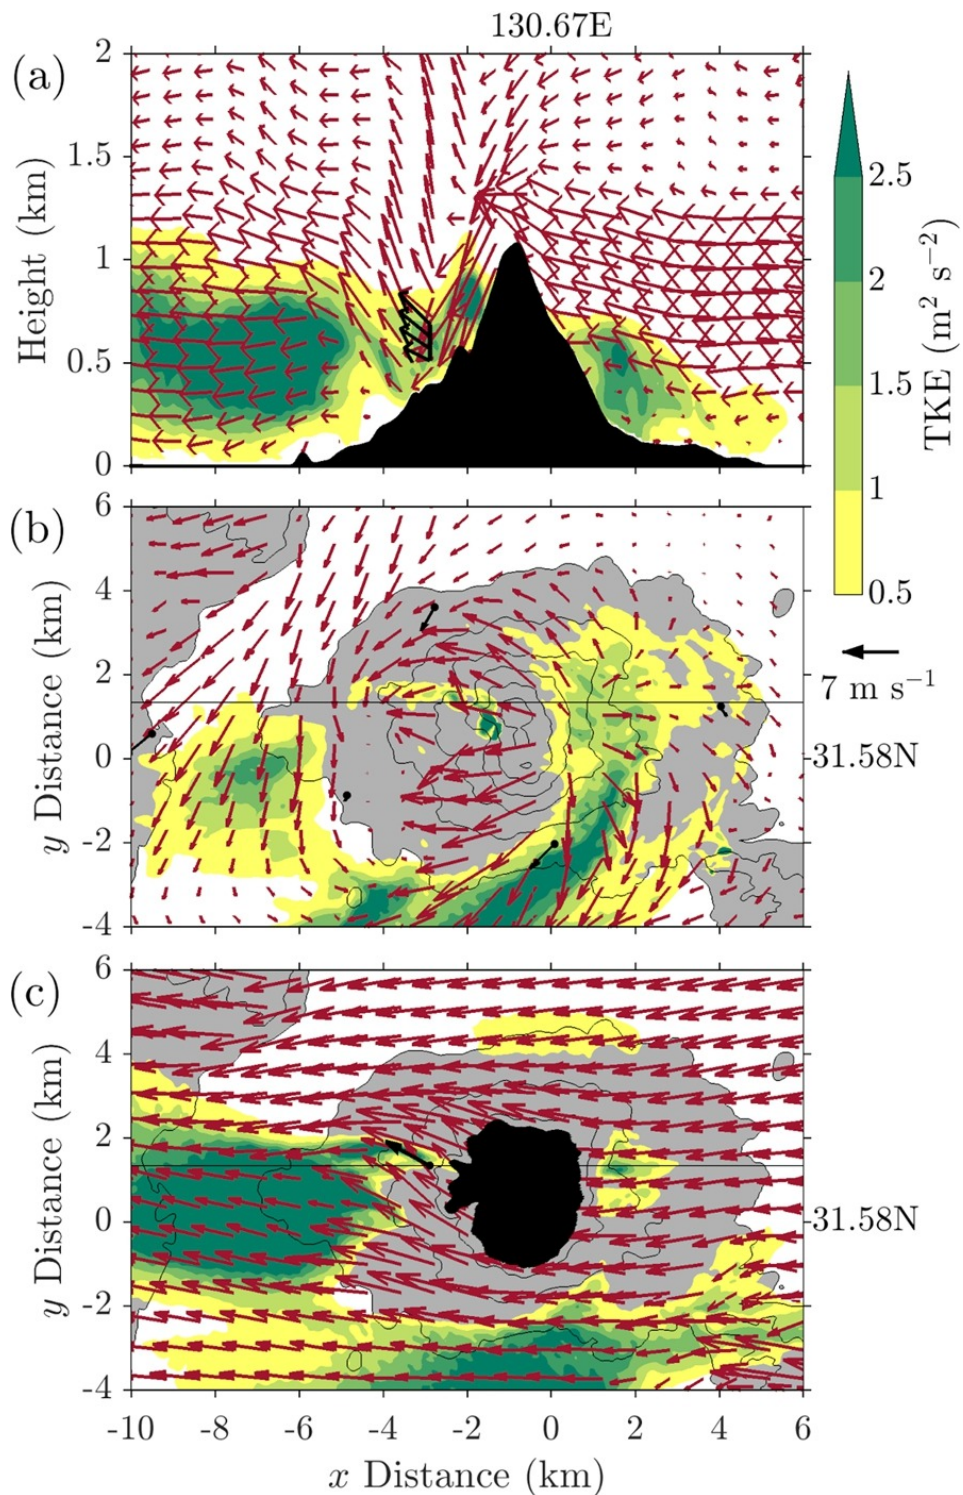 130.67E
(a)
2
1.5
1
0.5
0
Height (km)
2.5
2
1.5
1
0.5
TKE (m² s⁻²)
(b)
6
4
2
0
-2
-4
y Distance (km)
7 m s⁻¹
31.58N
(c)
6
4
2
0
-2
-4
y Distance (km)
31.58N
-10 -8 -6 -4 -2 0 2 4 6
x Distance (km)